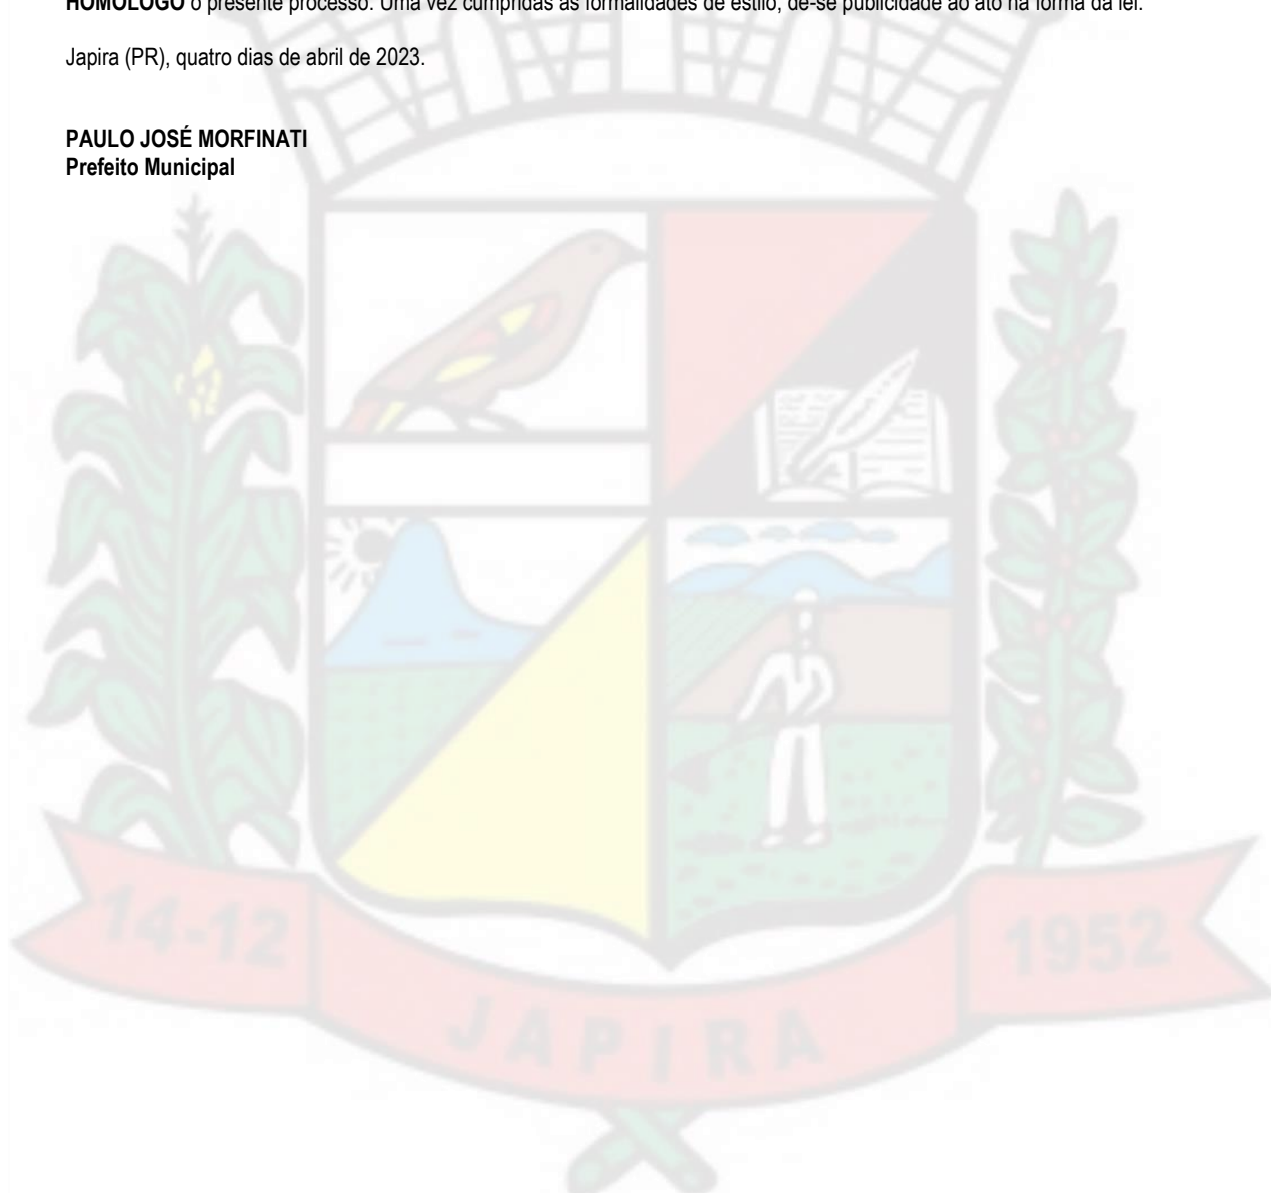 HOMOLOGO o presente processo. Uma vez cumpridas as formalidades de estilo, dê-se publicidade ao ato na forma da lei.
Japira (PR), quatro dias de abril de 2023.
PAULO JOSÉ MORFINATI
Prefeito Municipal
14-12
1952
JAPIRA